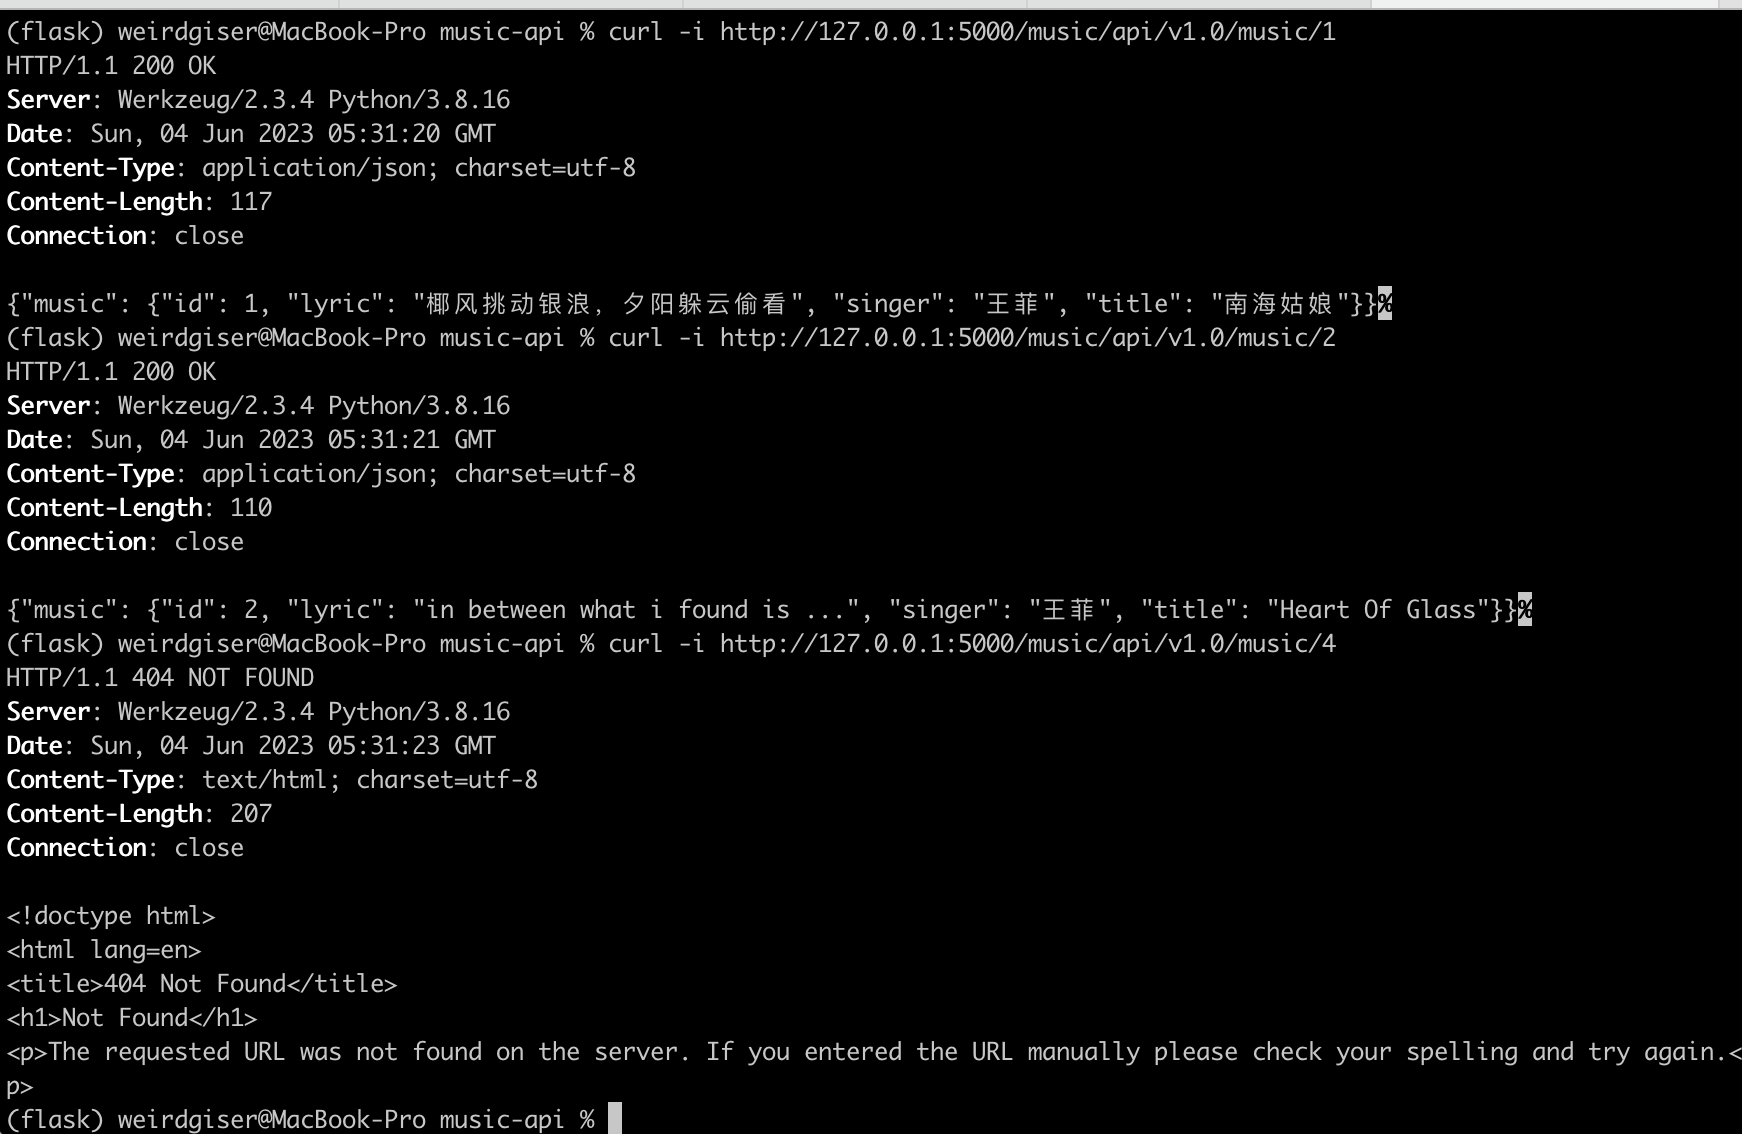 (flask) weirdgiser@MacBook-Pro music-api % curl -i http://127.0.0.1:5000/music/api/v1.0/music/1
HTTP/1.1 200 OK
Server: Werkzeug/2.3.4 Python/3.8.16
Date: Sun, 04 Jun 2023 05:31:20 GMT
Content-Type: application/json; charset=utf-8
Content-Length: 117
Connection: close
{"music": {"id": 1, "lyric": "椰风挑动银浪, 夕阳躲云偷看", "singer": "王菲", "title": "南海姑娘"}}%
(flask) weirdgiser@MacBook-Pro music-api % curl -i http://127.0.0.1:5000/music/api/v1.0/music/2
HTTP/1.1 200 OK
Server: Werkzeug/2.3.4 Python/3.8.16
Date: Sun, 04 Jun 2023 05:31:21 GMT
Content-Type: application/json; charset=utf-8
Content-Length: 110
Connection: close
{"music": {"id": 2, "lyric": "in between what i found is ...", "singer": "王菲", "title": "Heart Of Glass"}}%
(flask) weirdgiser@MacBook-Pro music-api % curl -i http://127.0.0.1:5000/music/api/v1.0/music/4
HTTP/1.1 404 NOT FOUND
Server: Werkzeug/2.3.4 Python/3.8.16
Date: Sun, 04 Jun 2023 05:31:23 GMT
Content-Type: text/html; charset=utf-8
Content-Length: 207
Connection: close
<!doctype html>
<html lang=en>
<title>404 Not Found</title>
<h1>Not Found</h1>
<p>The requested URL was not found on the server. If you entered the URL manually please check your spelling and try again.<
p>
(flask) weirdgiser@MacBook-Pro music-api %